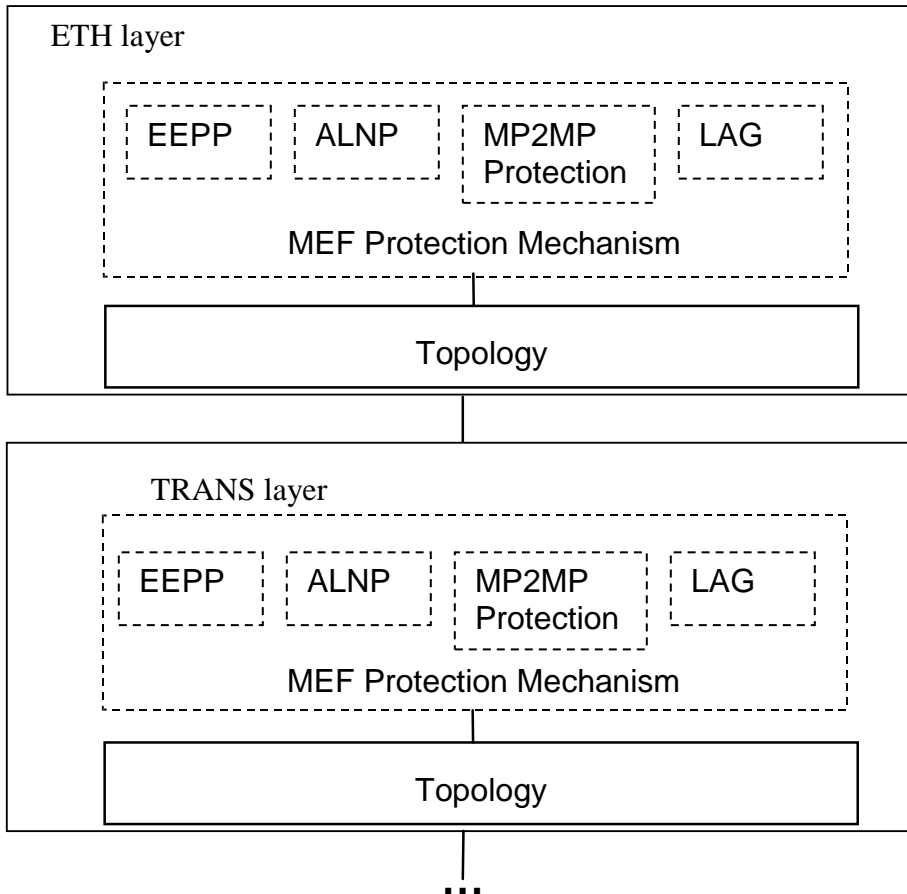 ETH layer
EEPP
ALNP
MP2MP
Protection
LAG
MEF Protection Mechanism
Topology
TRANS layer
EEPP
ALNP
MP2MP
Protection
LAG
MEF Protection Mechanism
Topology
...